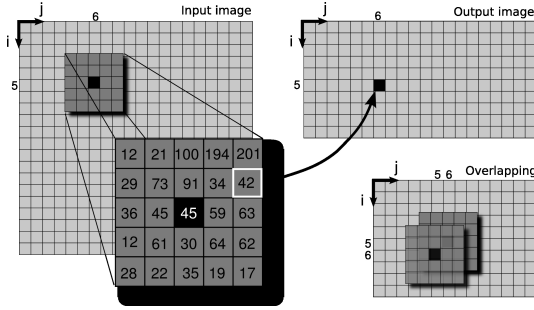 Input image
j
6
i
5
12 21 100 194 201
29 73 91 34 42
36 45 45 59 63
12 61 30 64 62
28 22 35 19 17
Output image
j
6
i
5
Overlapping
j
5 6
i
5
6